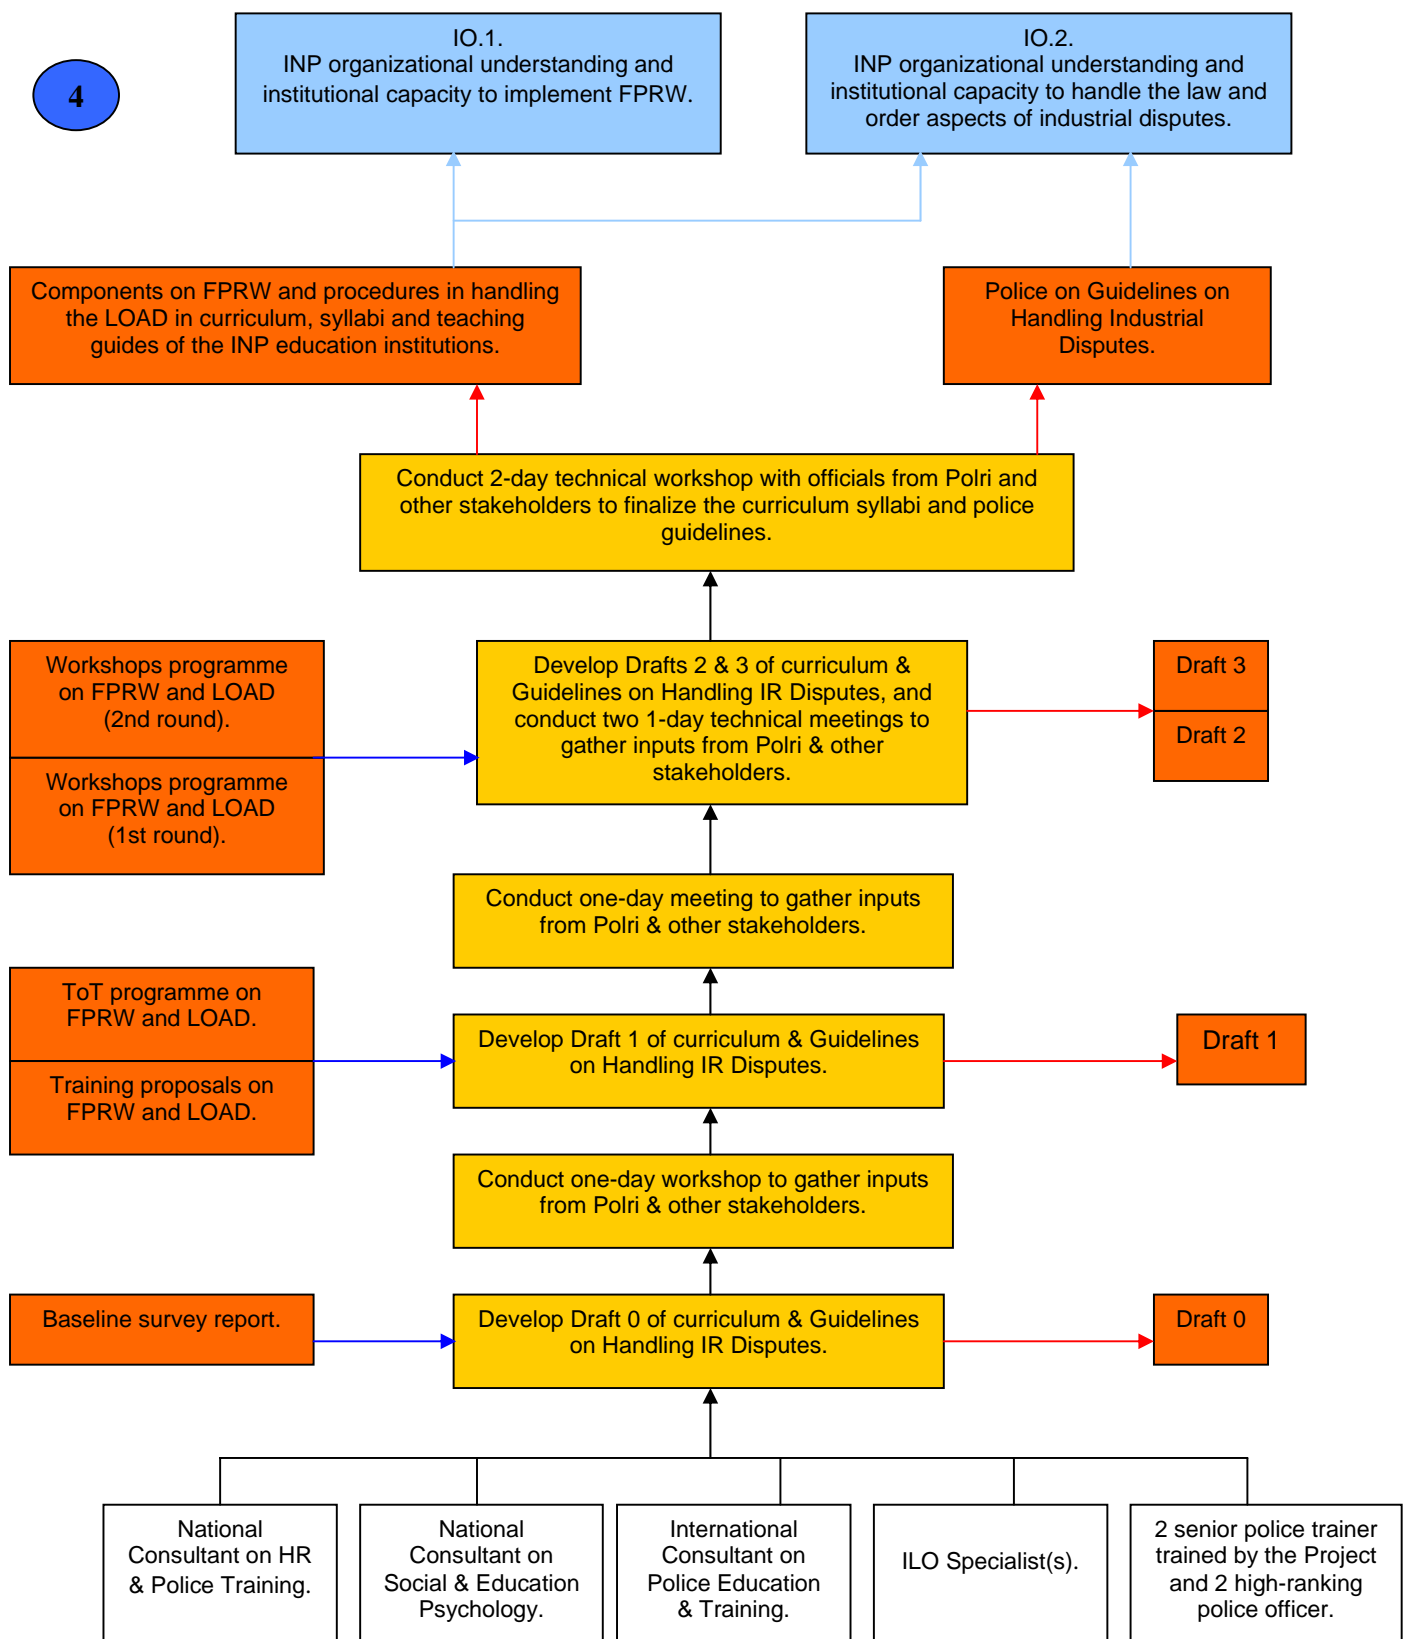 4
IO.1.
INP organizational understanding and
institutional capacity to implement FPRW.
IO.2.
INP organizational understanding and
institutional capacity to handle the law and
order aspects of industrial disputes.
Components on FPRW and procedures in handling
the LOAD in curriculum, syllabi and teaching
guides of the INP education institutions.
Police on Guidelines on
Handling Industrial
Disputes.
Conduct 2-day technical workshop with officials from Polri and
other stakeholders to finalize the curriculum syllabi and police
guidelines.
Workshops programme
on FPRW and LOAD
(2nd round).
Workshops programme
on FPRW and LOAD
(1st round).
Develop Drafts 2 & 3 of curriculum &
Guidelines on Handling IR Disputes, and
conduct two 1-day technical meetings to
gather inputs from Polri & other
stakeholders.
Draft 3
Draft 2
Conduct one-day meeting to gather inputs
from Polri & other stakeholders.
ToT programme on
FPRW and LOAD.
Training proposals on
FPRW and LOAD.
Develop Draft 1 of curriculum & Guidelines
on Handling IR Disputes.
Draft 1
Conduct one-day workshop to gather inputs
from Polri & other stakeholders.
Baseline survey report.
Develop Draft 0 of curriculum & Guidelines
on Handling IR Disputes.
Draft 0
National
Consultant on HR
& Police Training.
National
Consultant on
Social & Education
Psychology.
International
Consultant on
Police Education
& Training.
ILO Specialist(s).
2 senior police trainer
trained by the Project
and 2 high-ranking
police officer.